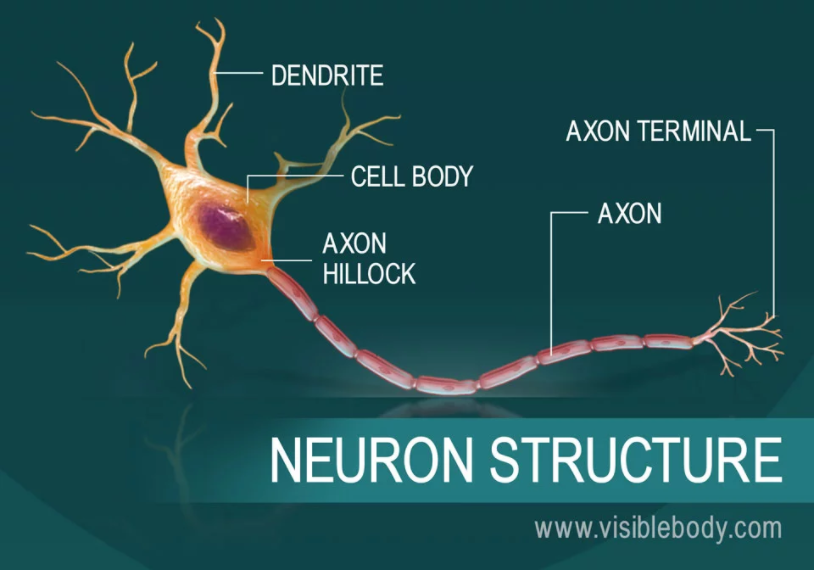 DENDRITE
AXON TERMINAL
CELL BODY
AXON
AXON
HILLOCK
NEURON STRUCTURE
www.visiblebody.com